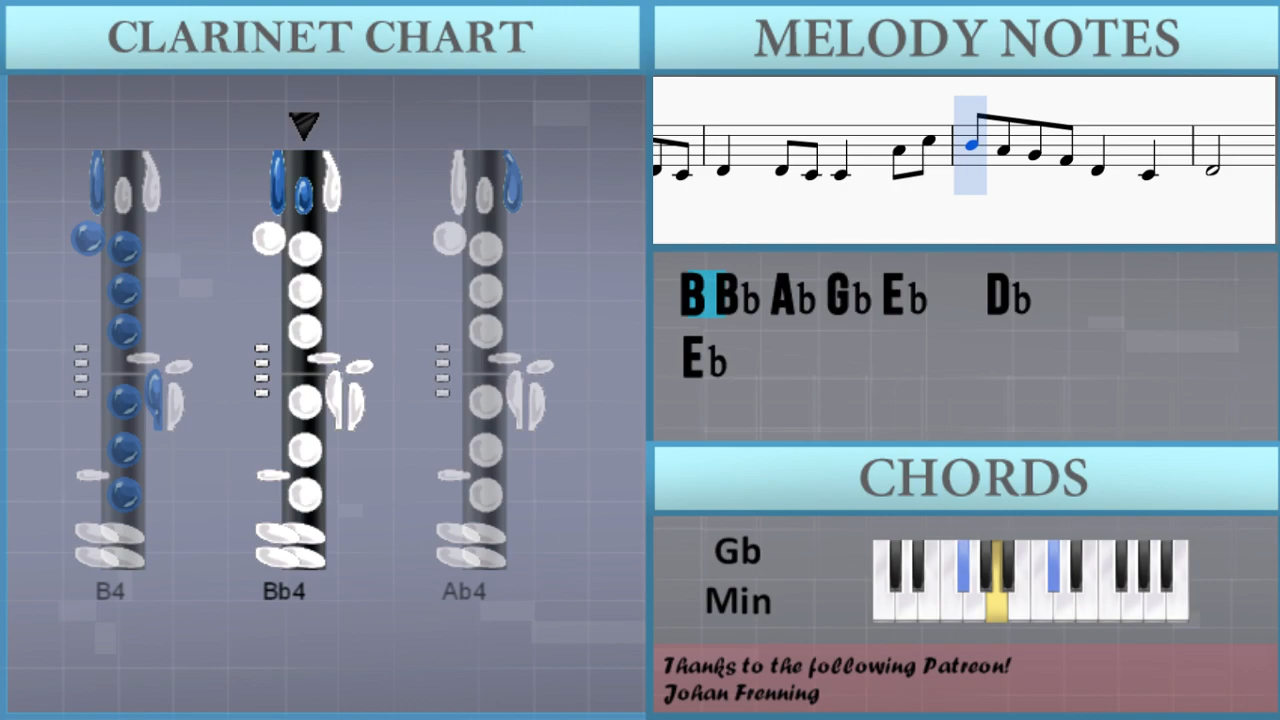 CLARINET CHART
B4
Bb4
Ab4
MELODY NOTES
B Bb Ab Gb Eb Db
Eb
CHORDS
Gb
Min
Thanks to the following Patreon!
Johan Frenning